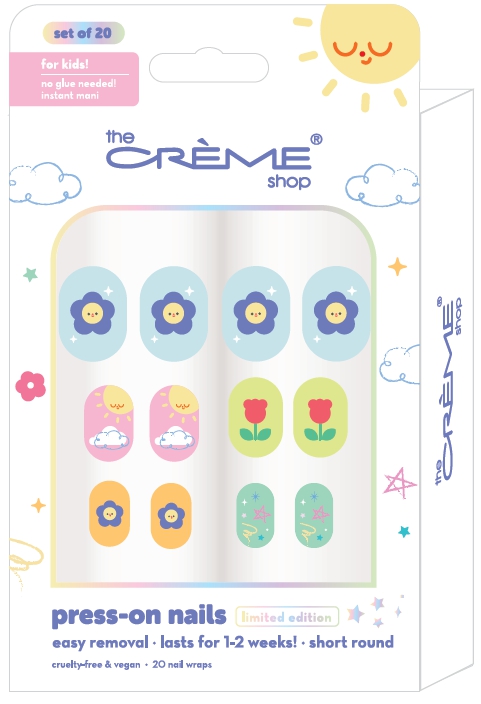 set of 20
for kids!
no glue needed!
instant mani
the
CRÈME®
shop
the
CRÈME®
shop
press-on nails limited edition
easy removal · lasts for 1-2 weeks! · short round
cruelty-free & vegan · 20 nail wraps